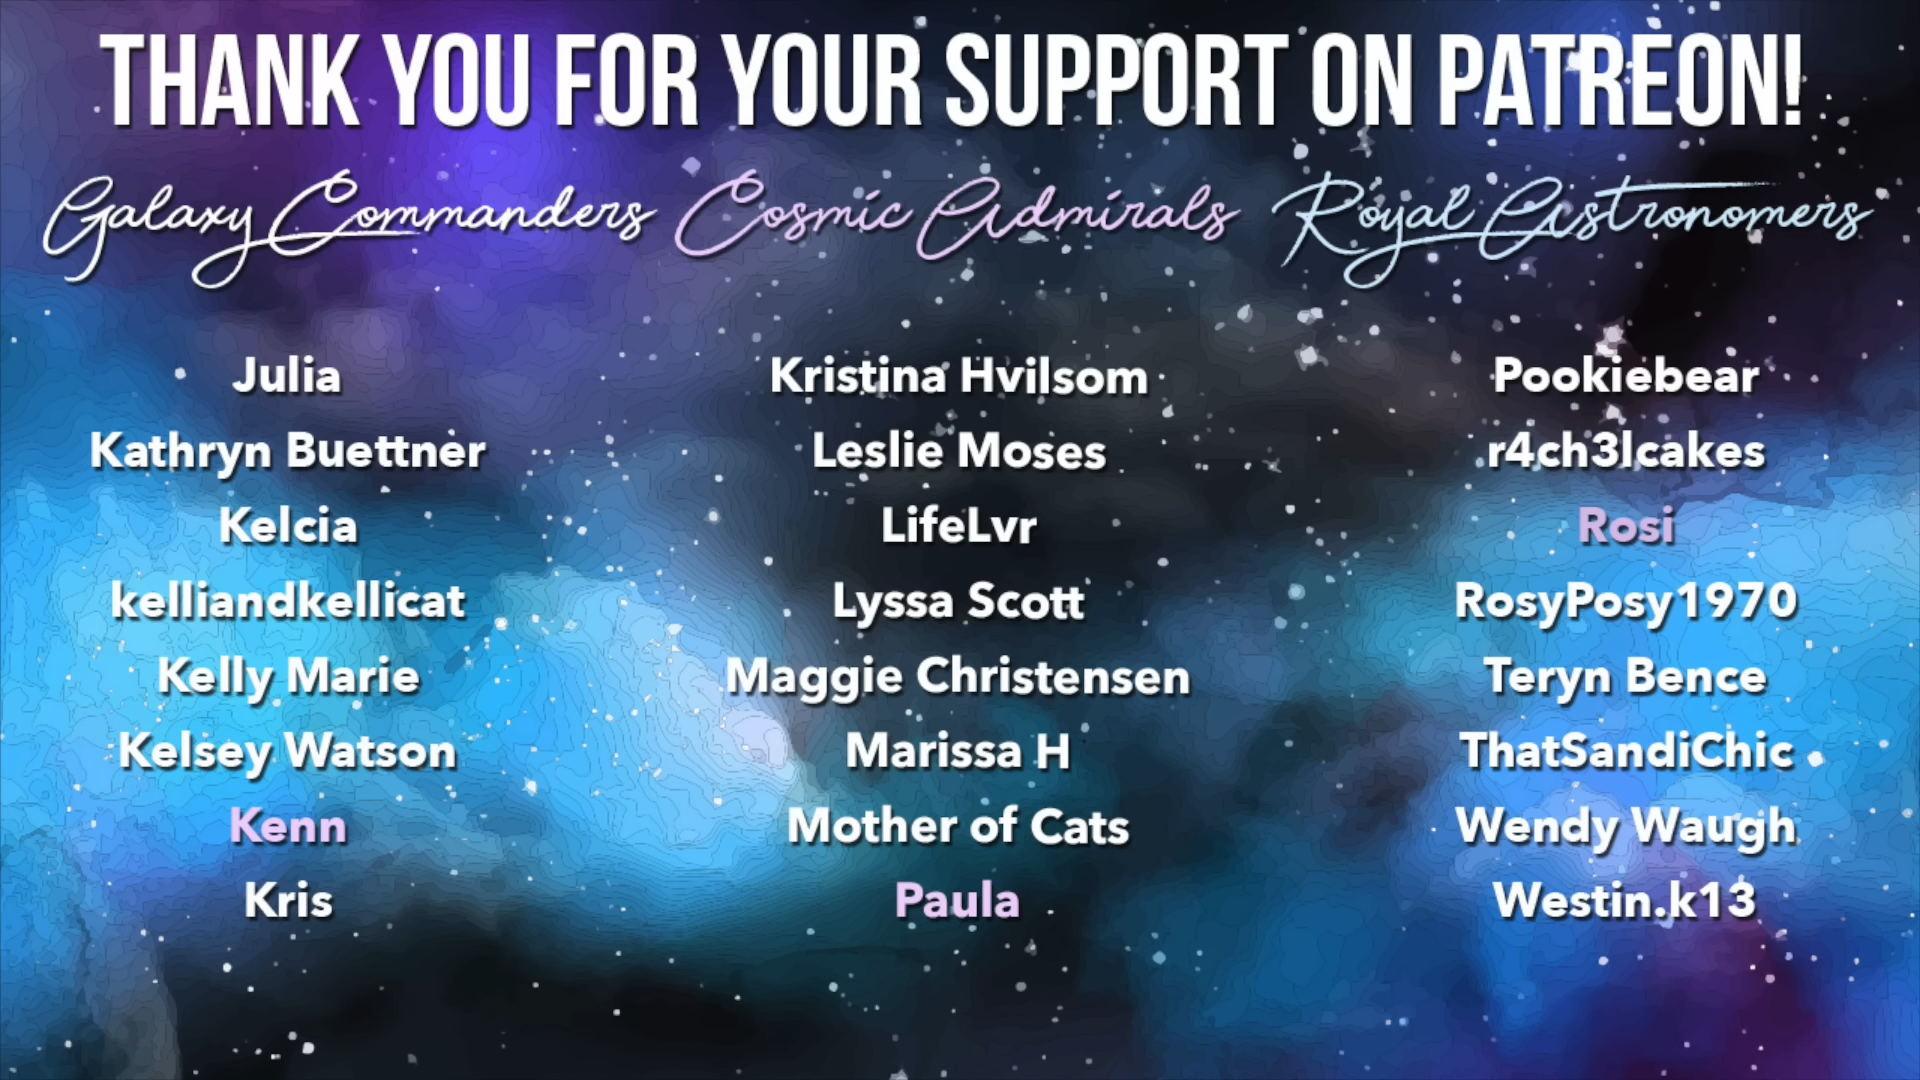 THANK YOU FOR YOUR SUPPORT ON PATREON!
Galaxy Commanders Cosmic Admirals Royal Astronomers
Julia Kristina Hvilsom Pookiebear
Kathryn Buettner Leslie Moses r4ch3lcakes
Kelcia LifeLvr Rosi
kelliandkellicat Lyssa Scott RosyPosy1970
Kelly Marie Maggie Christensen Teryn Bence
Kelsey Watson Marissa H ThatSandiChic
Kenn Mother of Cats Wendy Waugh
Kris Paula Westin.k13